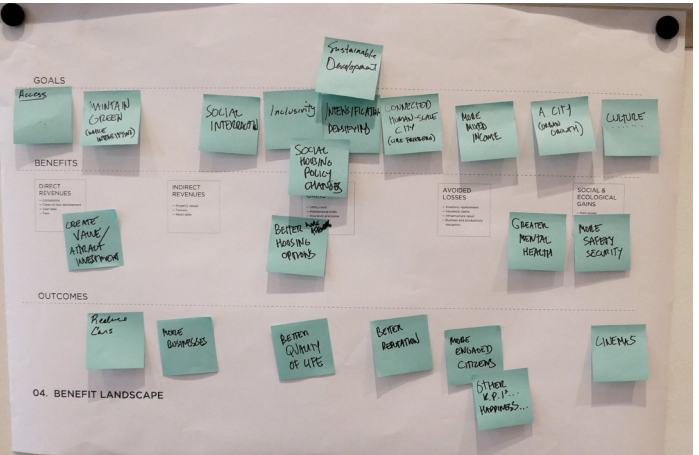 Sustainable
Development
GOALS
Access
MAINTAIN
GREEN
SOCIAL
INTERACTION
Inclusivity
INTENSIFICATION
DENSIFYING
CONNECTED
HUMAN-SCALE
CITY
MORE
MIXED
INCOME
A CITY
(URBAN
GROWTH)
CULTURE
SOCIAL
HOUSING
POLICY
CHANGES
BENEFITS
DIRECT
REVENUES
INDIRECT
REVENUES
AVOIDED
LOSSES
SOCIAL &
ECOLOGICAL
GAINS
CREATE
VALUE/
ATTRACT
INVESTMENT
BETTER
HOUSING
OPTIONS
GREATER
MENTAL
HEALTH
MORE
SAFETY
SECURITY
OUTCOMES
Reduce
Cars
MORE
BUSINESSES
BETTER
QUALITY
OF LIFE
BETTER
REPUTATION
MORE
ENGAGED
CITIZENS
CINEMAS
OTHER
K.P.I's...
HAPPINESS...
04. BENEFIT LANDSCAPE